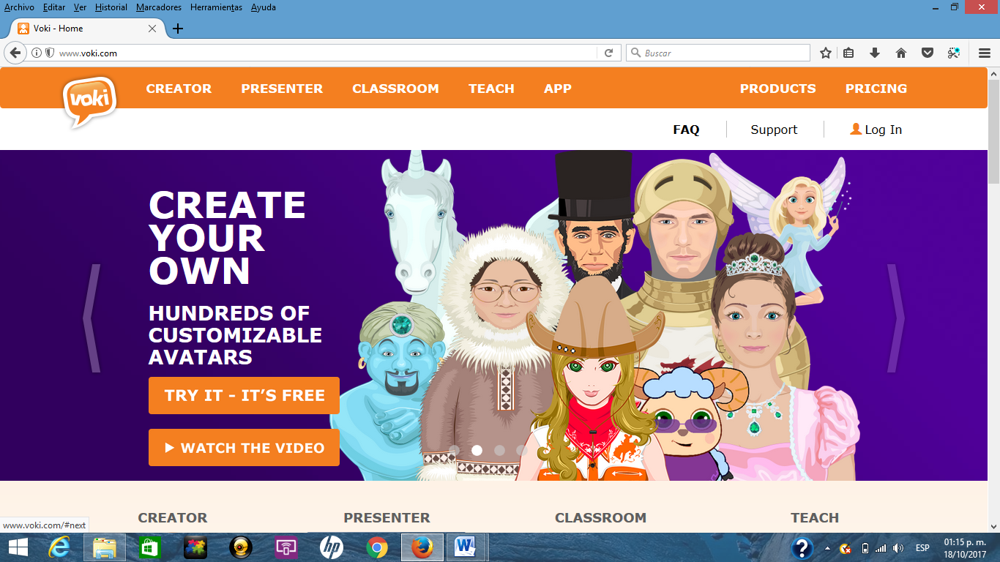 Archivo Editar Ver Historial Marcadores Herramientas Ayuda
Voki - Home
www.voki.com
Buscar
voki
CREATOR PRESENTER CLASSROOM TEACH APP PRODUCTS PRICING
FAQ Support Log In
CREATE
YOUR
OWN
HUNDREDS OF
CUSTOMIZABLE
AVATARS
TRY IT - IT'S FREE
WATCH THE VIDEO
CREATOR PRESENTER CLASSROOM TEACH
www.voki.com/#next
hp
ESP
01:15 p. m.
18/10/2017